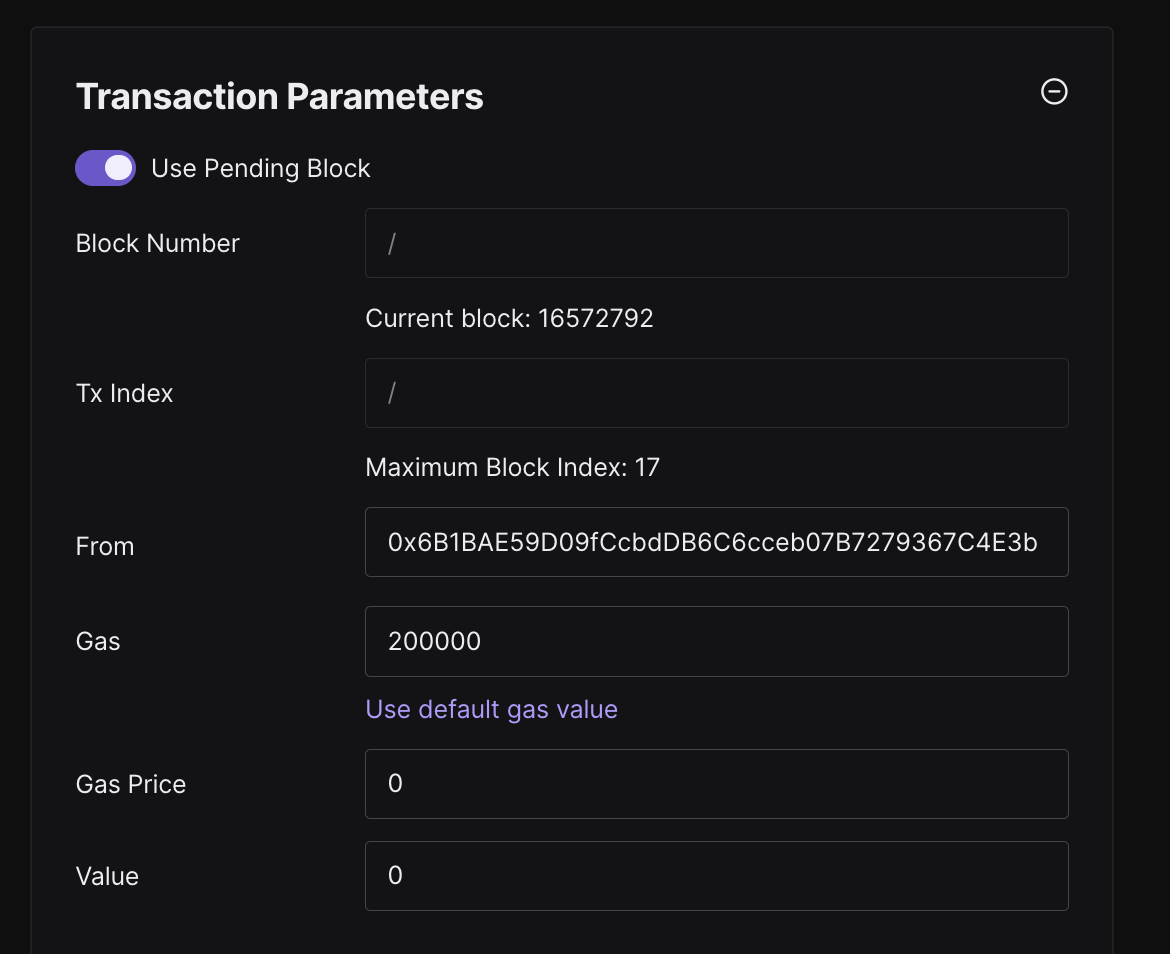 Transaction Parameters
Use Pending Block
Block Number
/
Current block: 16572792
Tx Index
/
Maximum Block Index: 17
From
0x6B1BAE59D09fCcbdDB6C6cceb07B7279367C4E3b
Gas
200000
Use default gas value
Gas Price
0
Value
0